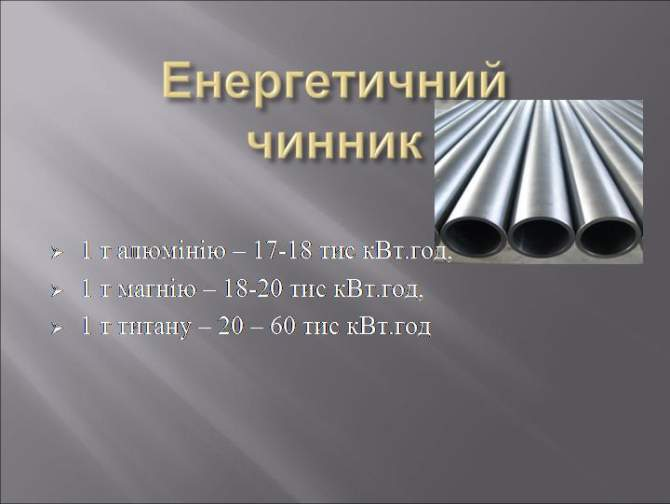 Енергетичний
чинник
1 т алюмінію – 17-18 тис кВт.год,
1 т магнію – 18-20 тис кВт.год,
1 т титану – 20 – 60 тис кВт.год